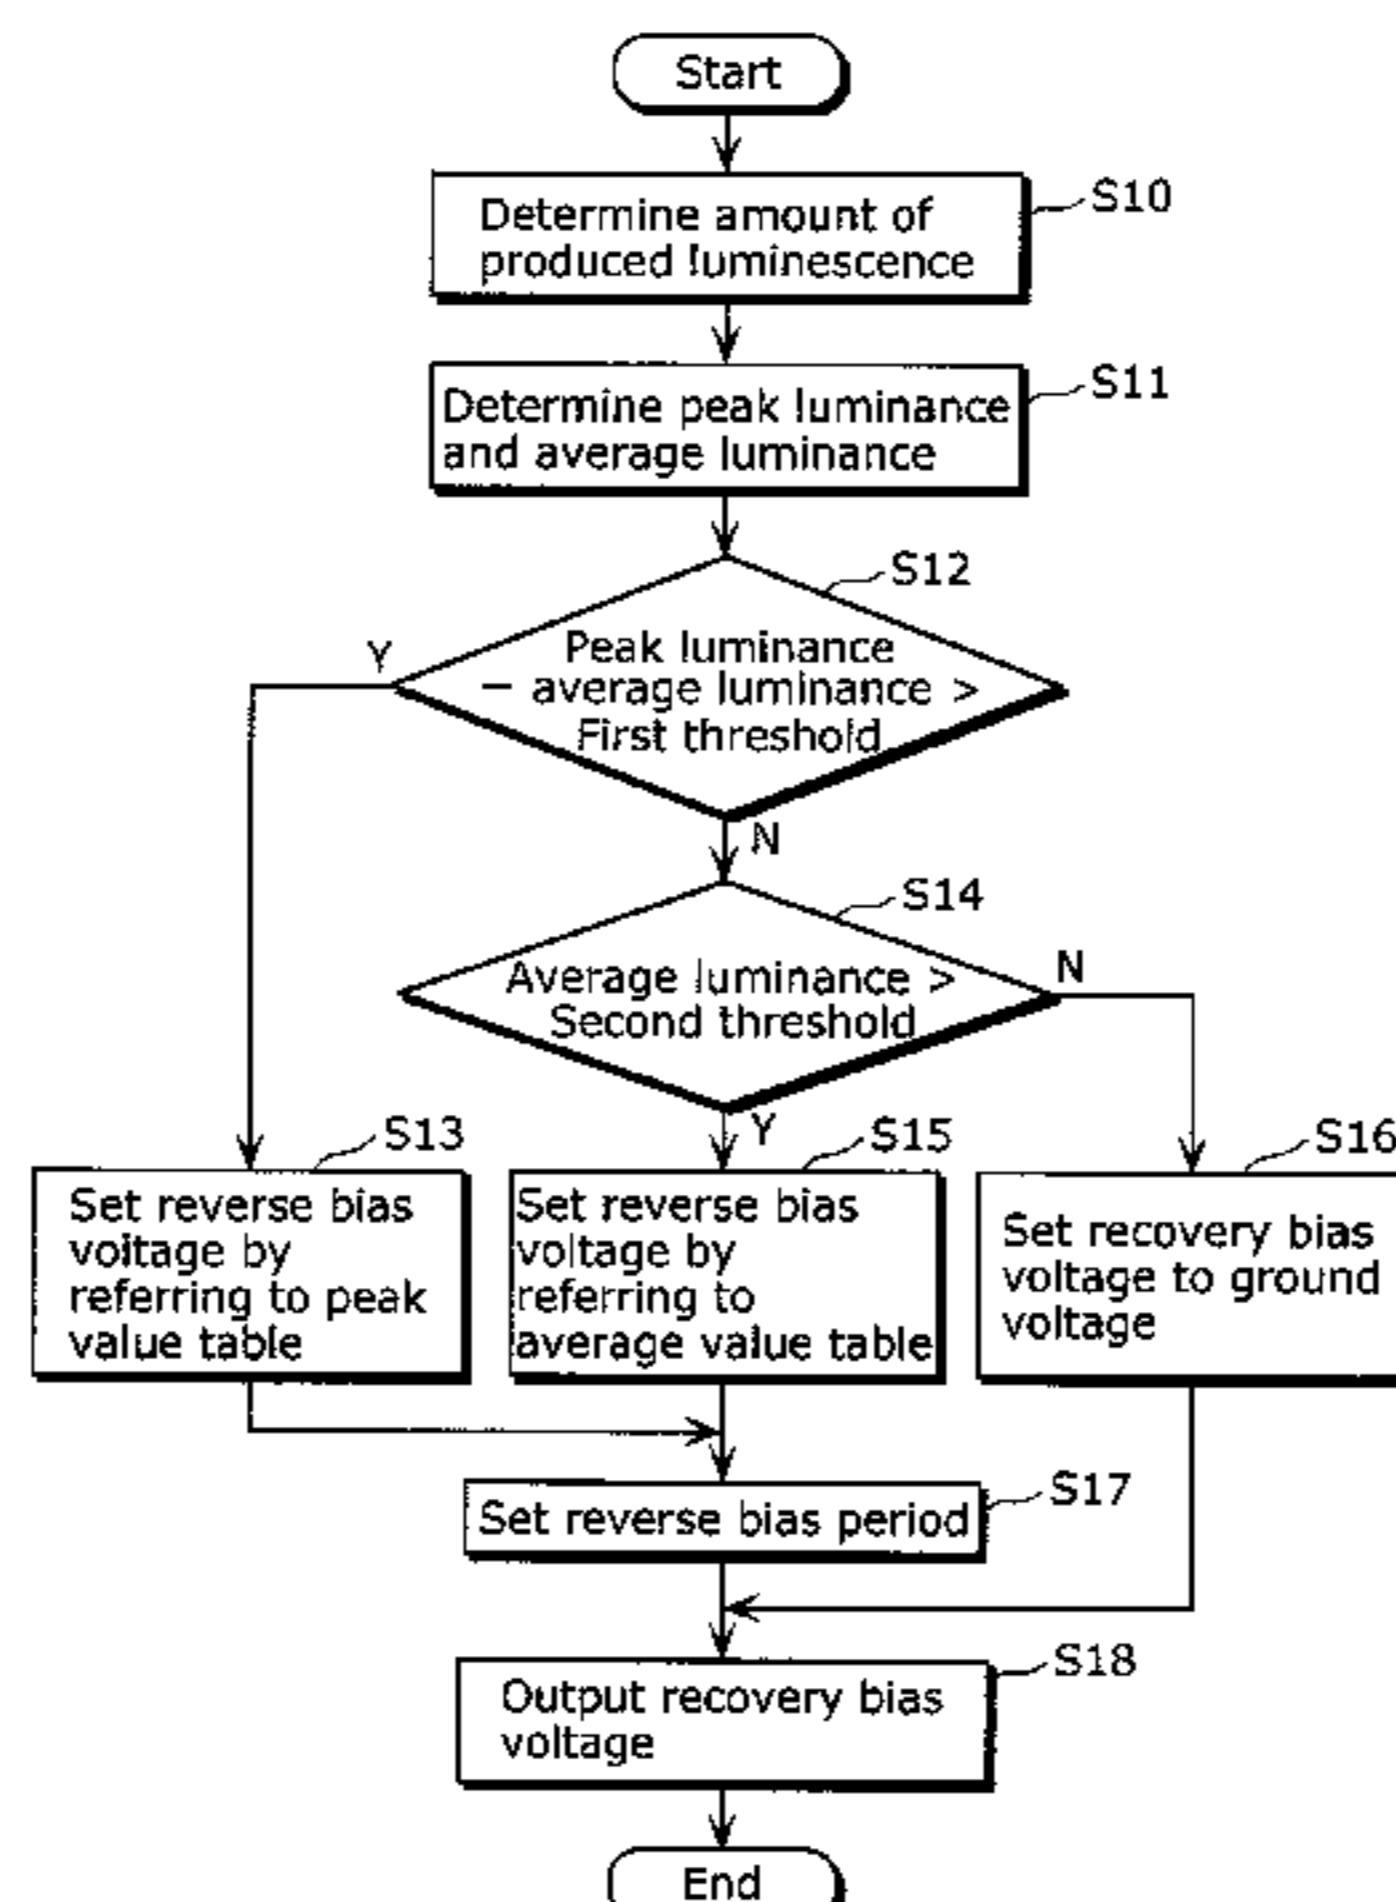 Start
S10
Determine amount of
produced luminescence
S11
Determine peak luminance
and average luminance
S12
Peak luminance
− average luminance >
First threshold
Y
N
S14
Average luminance >
Second threshold
N
Y
S13
Set reverse bias
voltage by
referring to peak
value table
S15
Set reverse bias
voltage by
referring to
average value table
S16
Set recovery bias
voltage to ground
voltage
S17
Set reverse bias period
S18
Output recovery bias
voltage
End